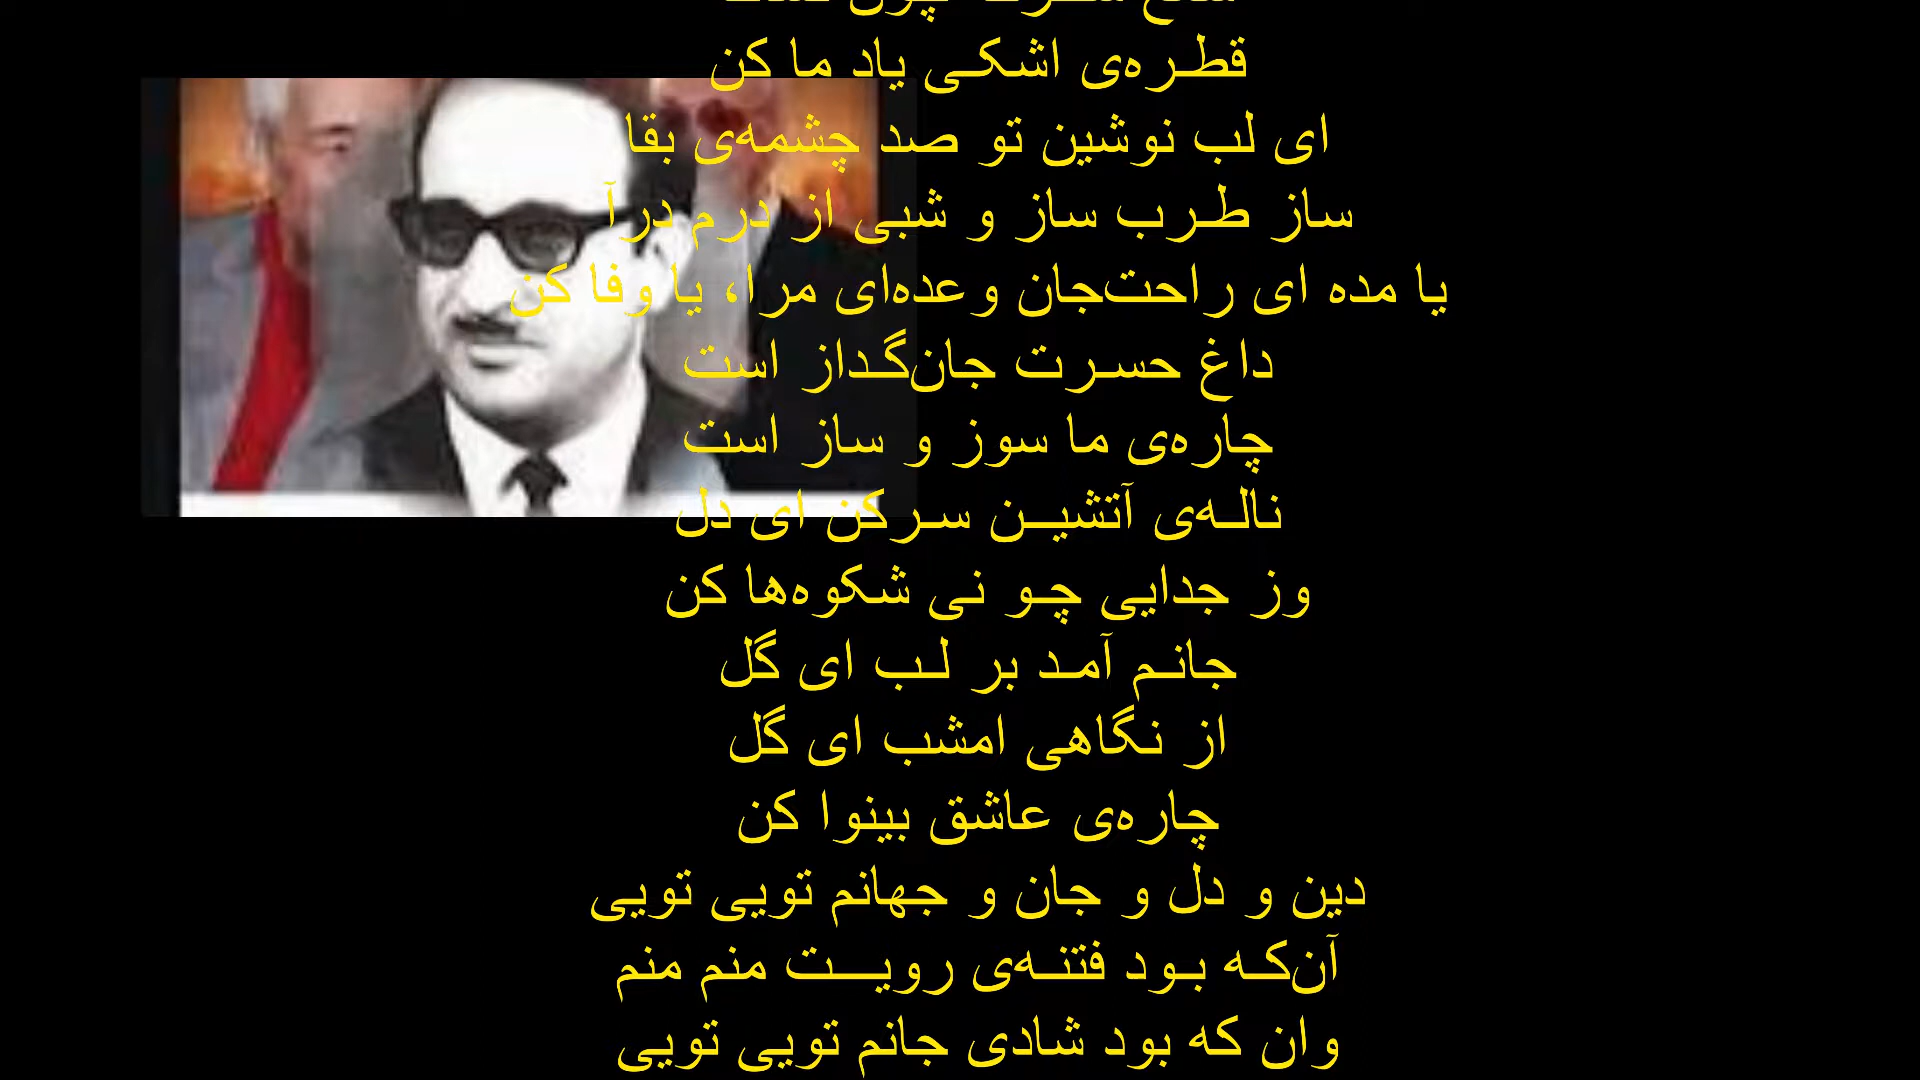 قطره‌ی اشکی یاد ما کن
ای لب نوشین تو صد چشمه‌ی بقا
ساز طرب ساز و شبی از درم درآ
یا مده ای راحت‌جان وعده‌ای مرا، یا وفا کن
داغ حسرت جان‌گداز است
چاره‌ی ما سوز و ساز است
ناله‌ی آتشین سرکن ای دل
وز جدایی چو نی شکوه‌ها کن
جانم آمد بر لب ای گل
از نگاهی امشب ای گل
چاره‌ی عاشق بینوا کن
دین و دل و جان و جهانم تویی تویی
آن‌که بود فتنه‌ی رویت منم منم
وان که بود شادی جانم تویی تویی